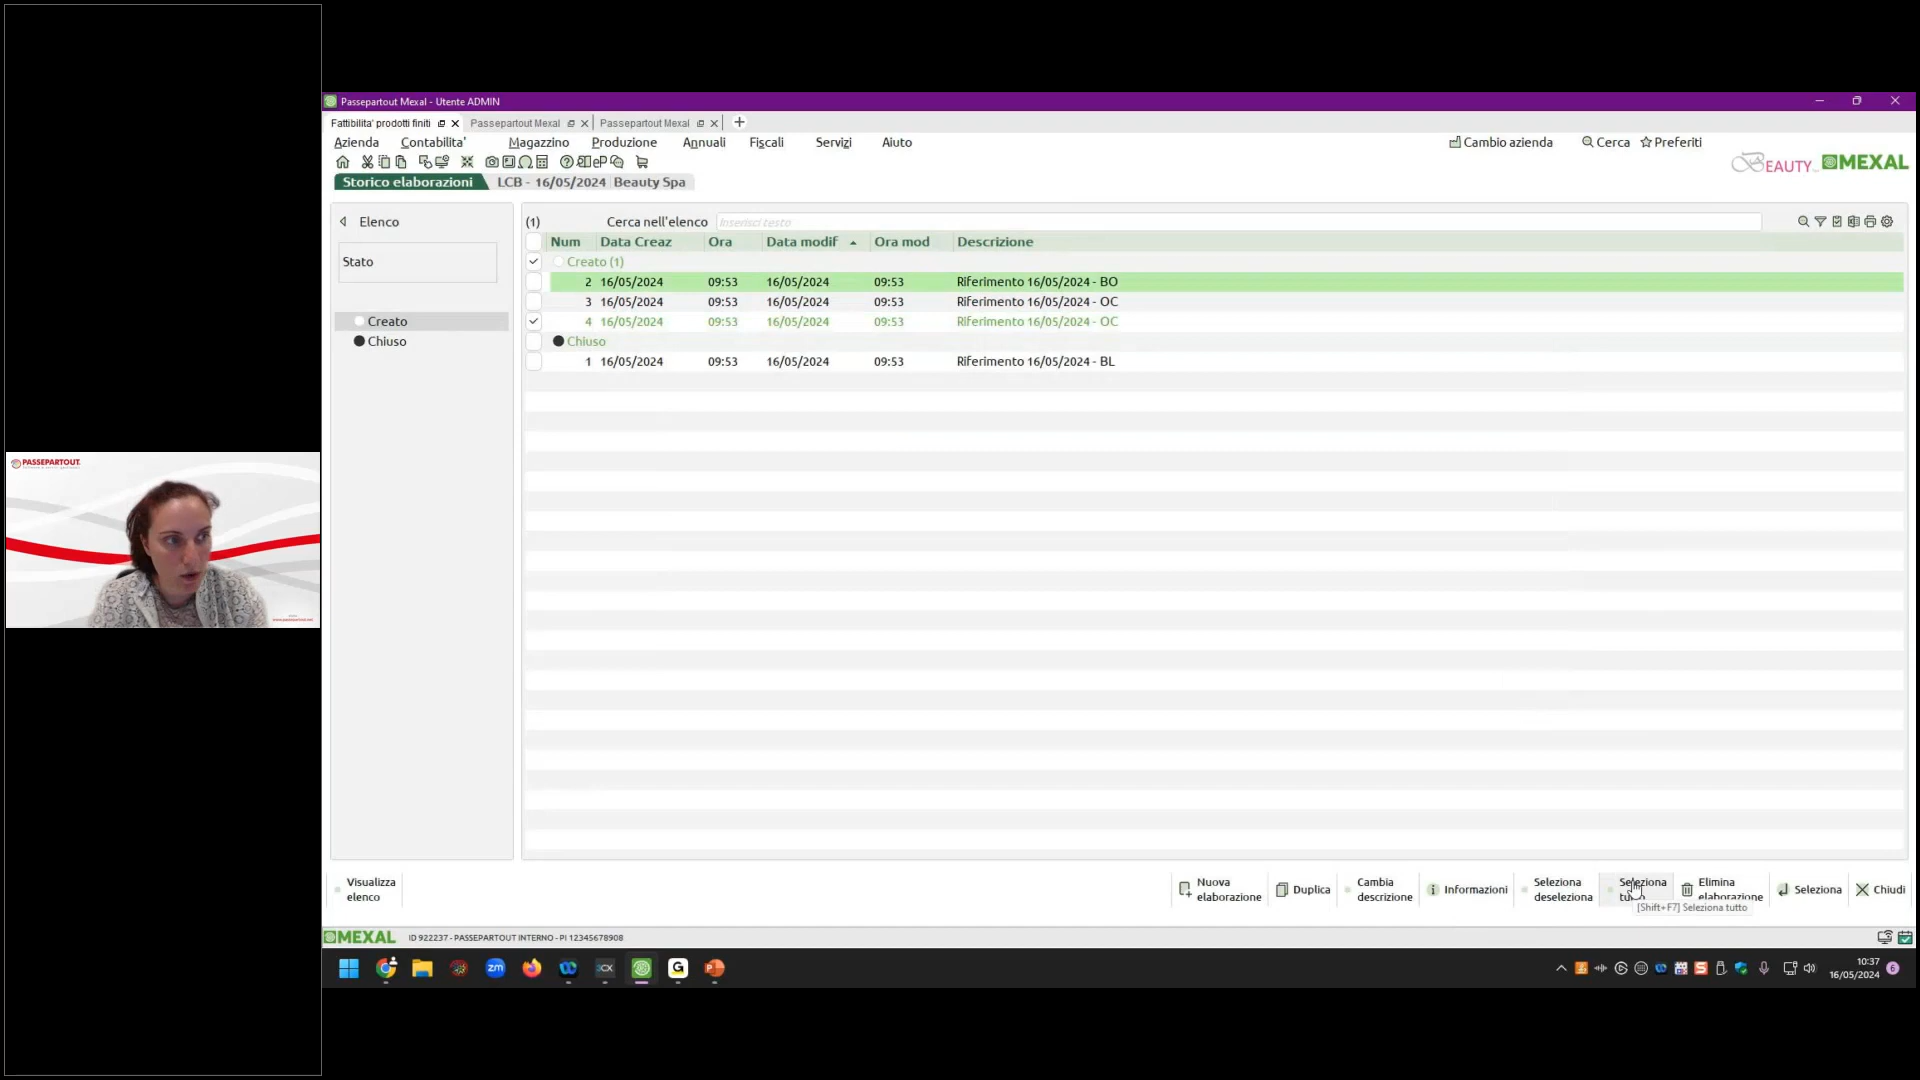 Passepartout Mexal - Utente ADMIN
Fattibilita' prodotti finiti
Passepartout Mexal
Passepartout Mexal
Azienda Contabilita' Magazzino Produzione Annuali Fiscali Servizi Aiuto
Cambio azienda Cerca Preferiti
BEAUTY
MEXAL
Storico elaborazioni LCB - 16/05/2024 Beauty Spa
Elenco
Stato
Creato
Chiuso
(1) Cerca nell'elenco Inserisci testo
Num Data Creaz Ora Data modif Ora mod Descrizione
Creato (1)
2 16/05/2024 09:53 16/05/2024 09:53 Riferimento 16/05/2024 - BO
3 16/05/2024 09:53 16/05/2024 09:53 Riferimento 16/05/2024 - OC
4 16/05/2024 09:53 16/05/2024 09:53 Riferimento 16/05/2024 - OC
Chiuso
1 16/05/2024 09:53 16/05/2024 09:53 Riferimento 16/05/2024 - BL
PASSEPARTOUT
Visualizza elenco
Nuova elaborazione
Duplica
Cambia descrizione
Informazioni
Seleziona deseleziona
Seleziona
Elimina elaborazione
Seleziona
Chiudi
[Shift+F7] Seleziona tutto
MEXAL ID 922237 - PASSEPARTOUT INTERNO - PI 12345678908
zm
10:37
16/05/2024
6